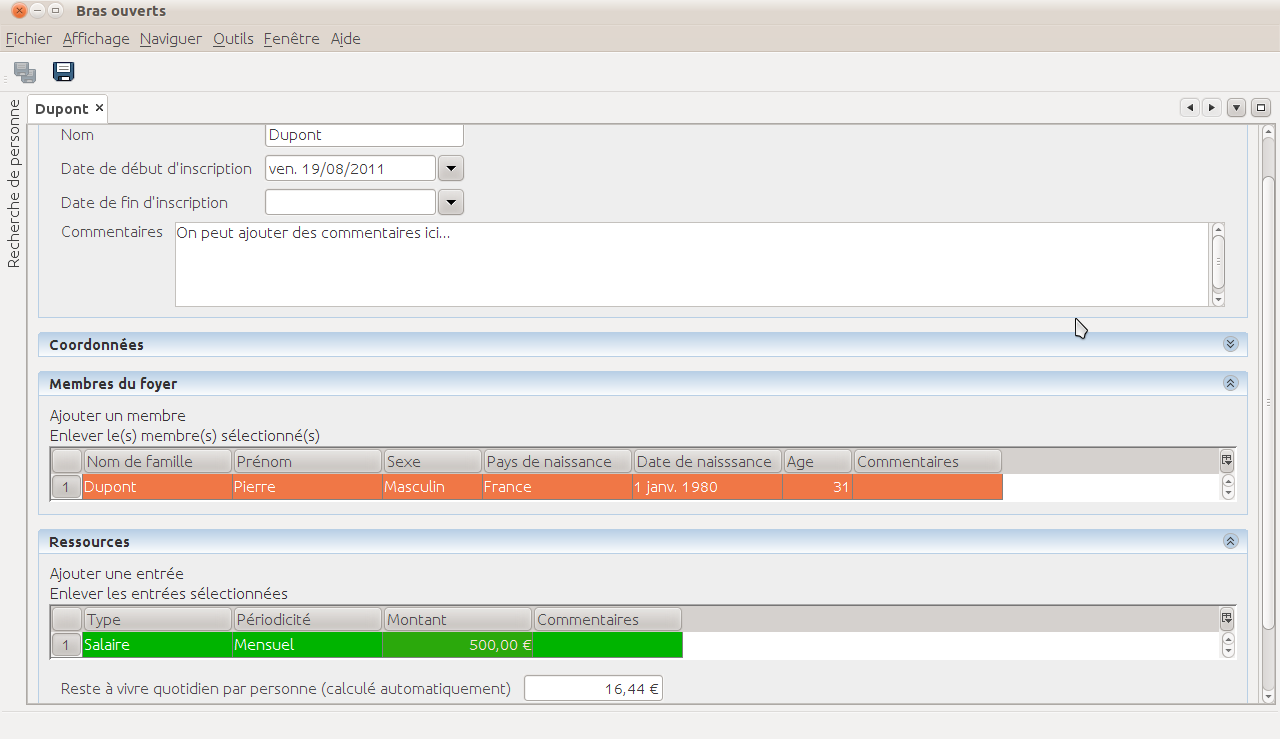 Bras ouverts
Fichier Affichage Naviguer Outils Fenêtre Aide
Recherche de personne
Dupont
Nom Dupont
Date de début d'inscription ven. 19/08/2011
Date de fin d'inscription
Commentaires On peut ajouter des commentaires ici...
Coordonnées
Membres du foyer
Ajouter un membre
Enlever le(s) membre(s) sélectionné(s)
Nom de famille Prénom Sexe Pays de naissance Date de naisssance Age Commentaires
1 Dupont Pierre Masculin France 1 janv. 1980 31
Ressources
Ajouter une entrée
Enlever les entrées sélectionnées
Type Périodicité Montant Commentaires
1 Salaire Mensuel 500,00 €
Reste à vivre quotidien par personne (calculé automatiquement) 16,44 €